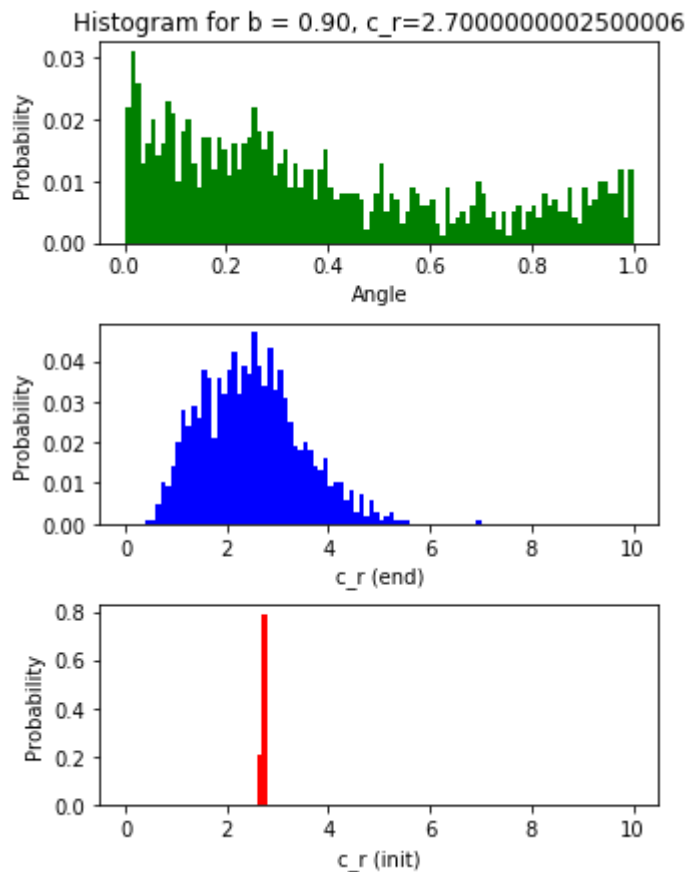 Histogram for b = 0.90, c_r=2.7000000002500006
Probability
0.03
0.02
0.01
0.00
0.0 0.2 0.4 0.6 0.8 1.0
Angle
Probability
0.04
0.03
0.02
0.01
0.00
0 2 4 6 8 10
c_r (end)
Probability
0.8
0.6
0.4
0.2
0.0
0 2 4 6 8 10
c_r (init)